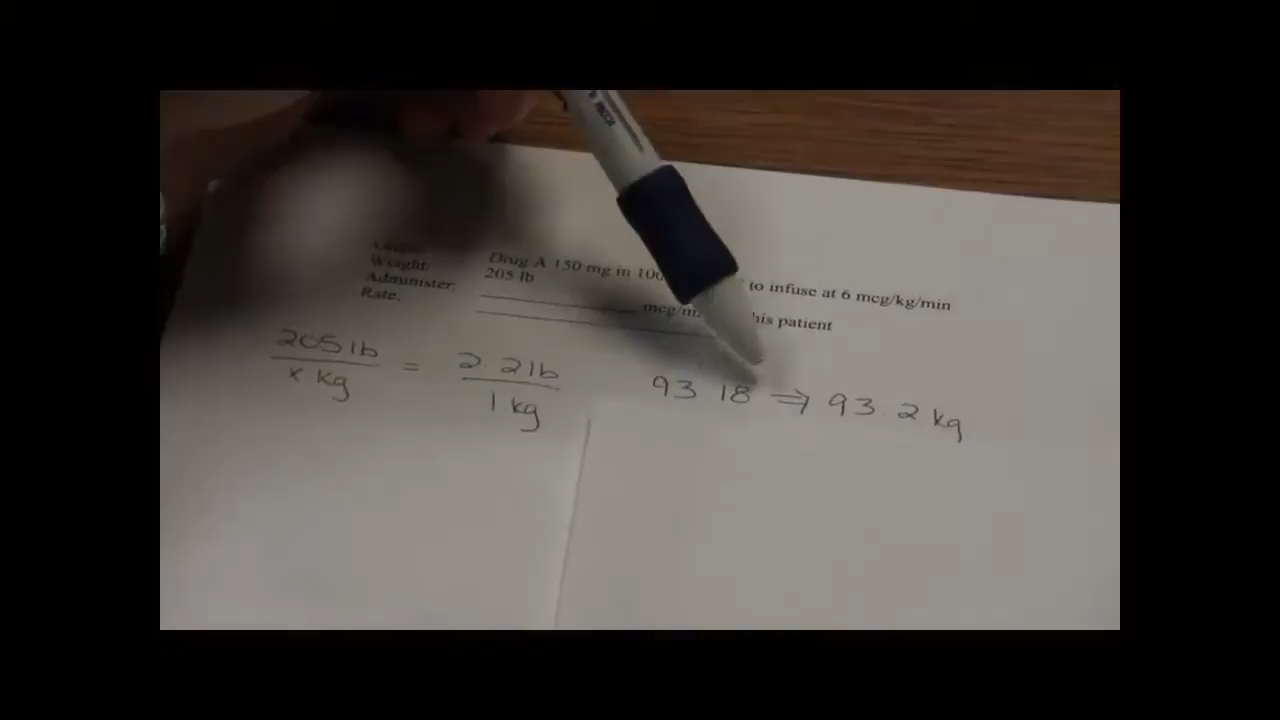 Drug A 150 mg in 100 to infuse at 6 mcg/kg/min
Weight: 205 lb
Administer: mcg/m his patient
Rate:
205 lb / x kg = 2.2 lb / 1 kg 93.18 ⇒ 93.2 kg